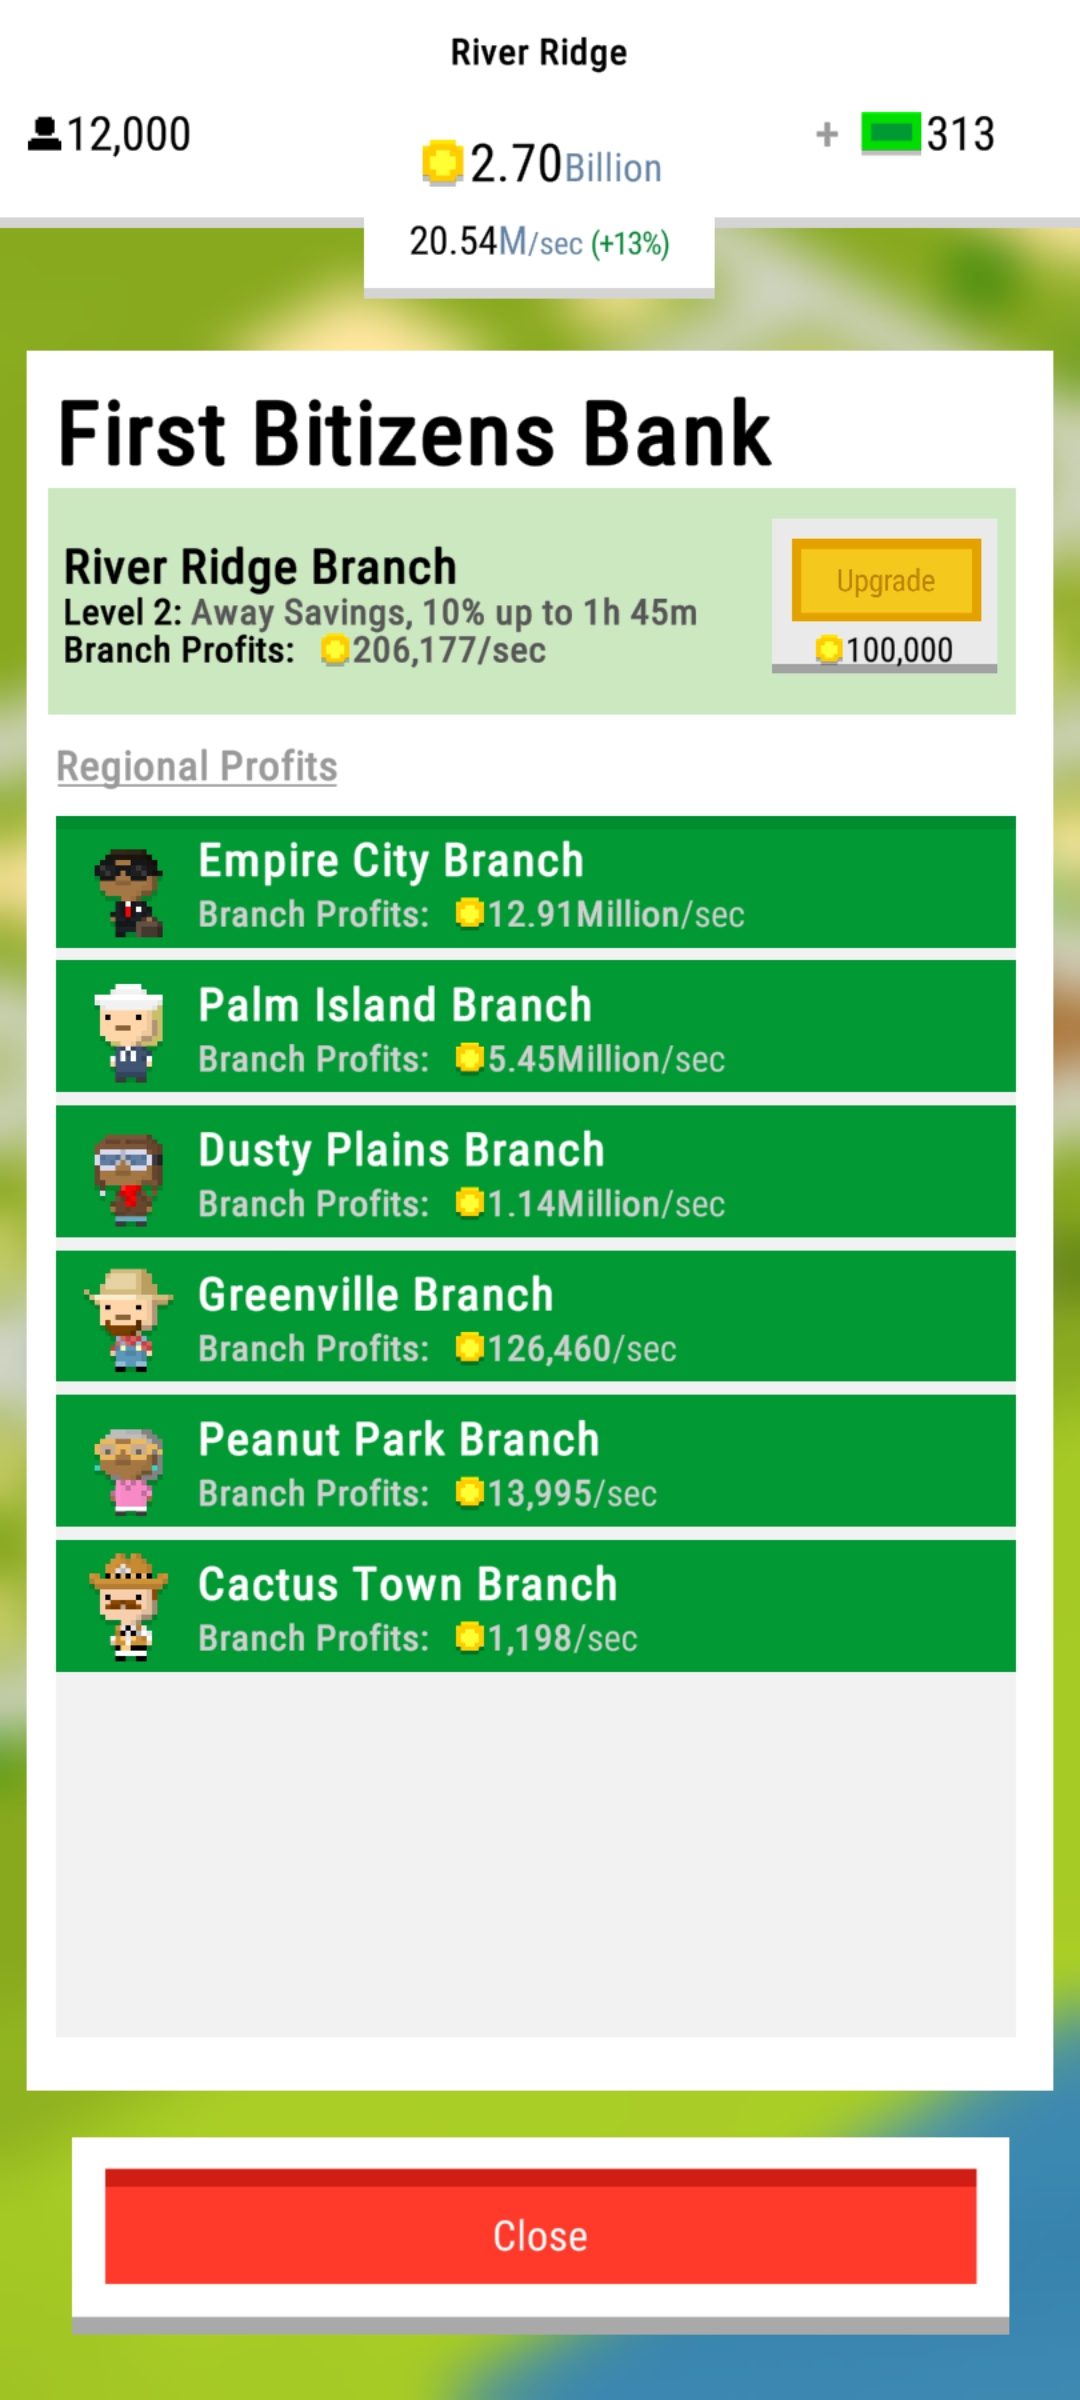 River Ridge
12,000
2.70Billion
+ 313
20.54M/sec (+13%)
First Bitizens Bank
River Ridge Branch
Level 2: Away Savings, 10% up to 1h 45m
Branch Profits: 206,177/sec
Upgrade
100,000
Regional Profits
Empire City Branch
Branch Profits: 12.91Million/sec
Palm Island Branch
Branch Profits: 5.45Million/sec
Dusty Plains Branch
Branch Profits: 1.14Million/sec
Greenville Branch
Branch Profits: 126,460/sec
Peanut Park Branch
Branch Profits: 13,995/sec
Cactus Town Branch
Branch Profits: 1,198/sec
Close